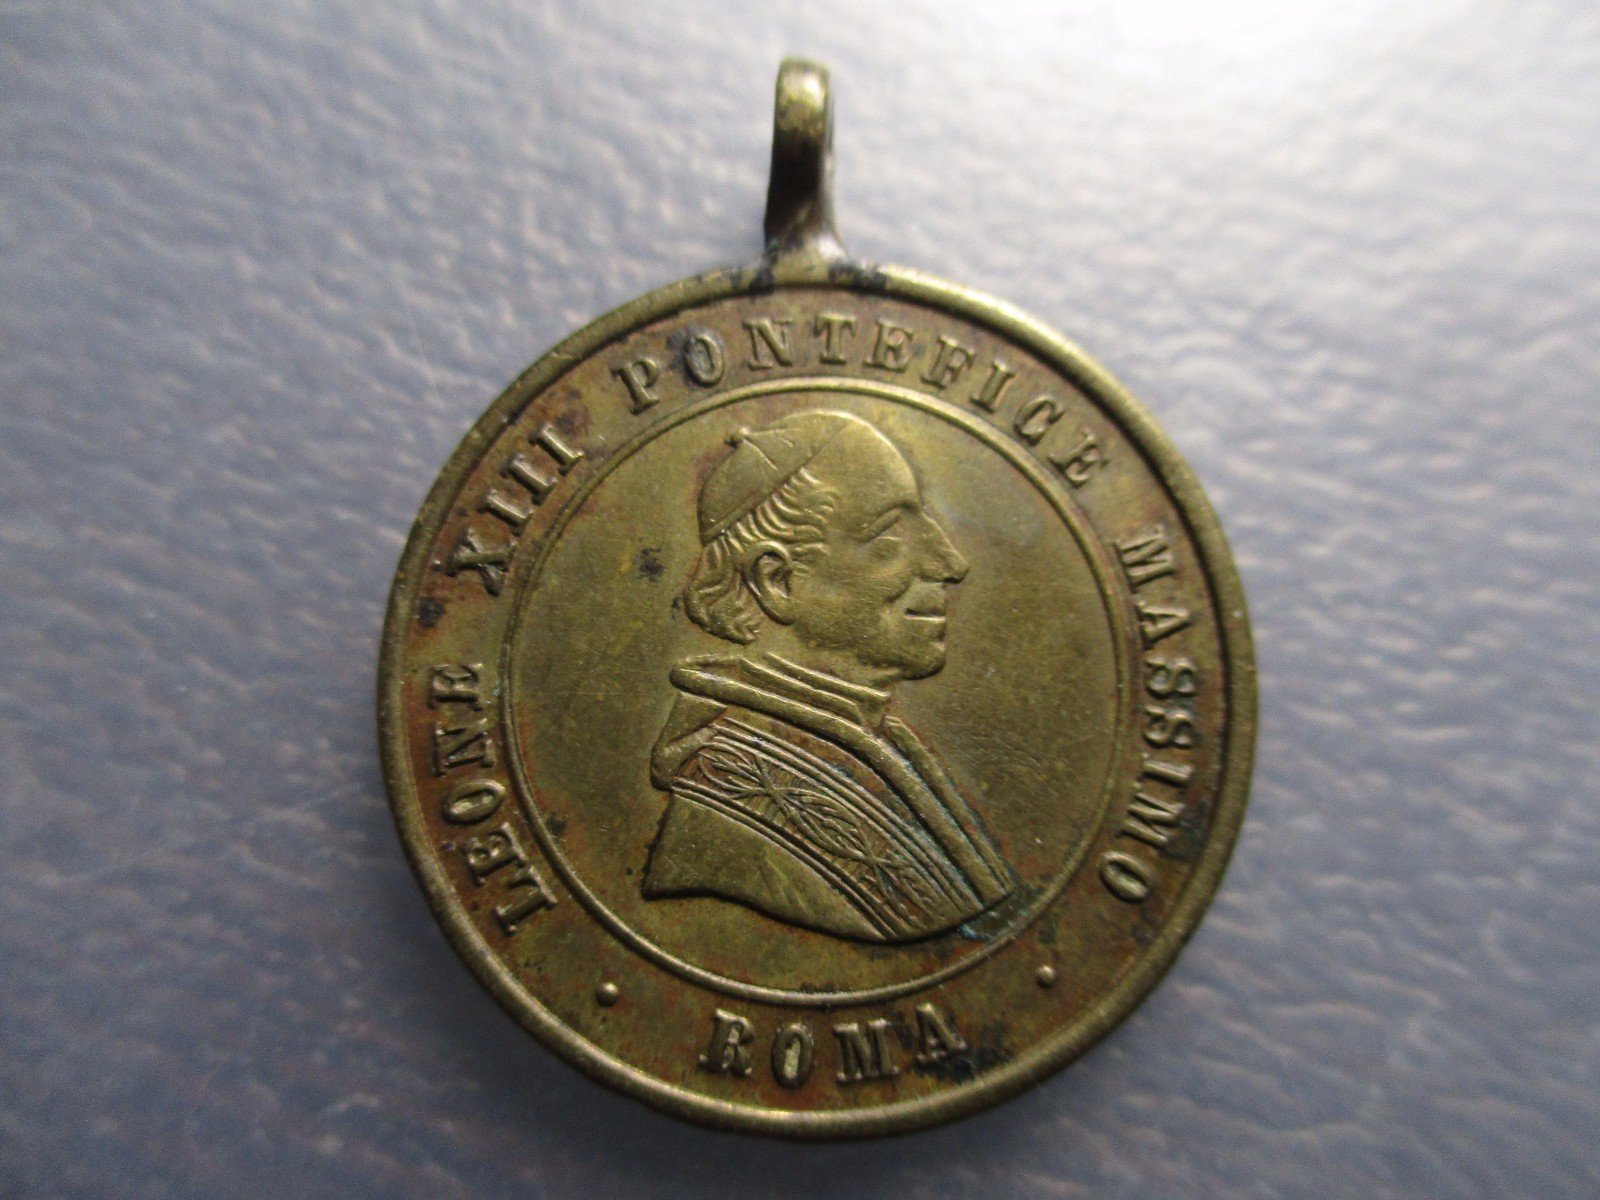 LEONE XIII. PONTEFICE MASSIMO
· ROMA ·